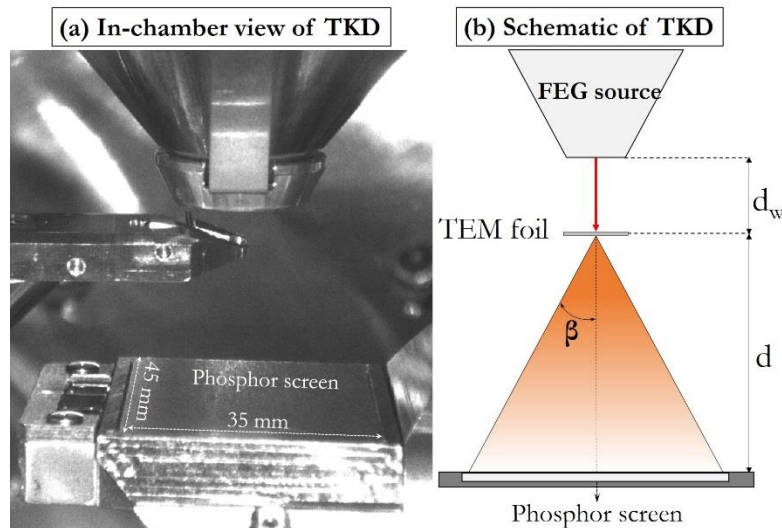 (a) In-chamber view of TKD
(b) Schematic of TKD
45 mm
Phosphor screen
35 mm
FEG source
d_w
TEM foil
β
d
Phosphor screen